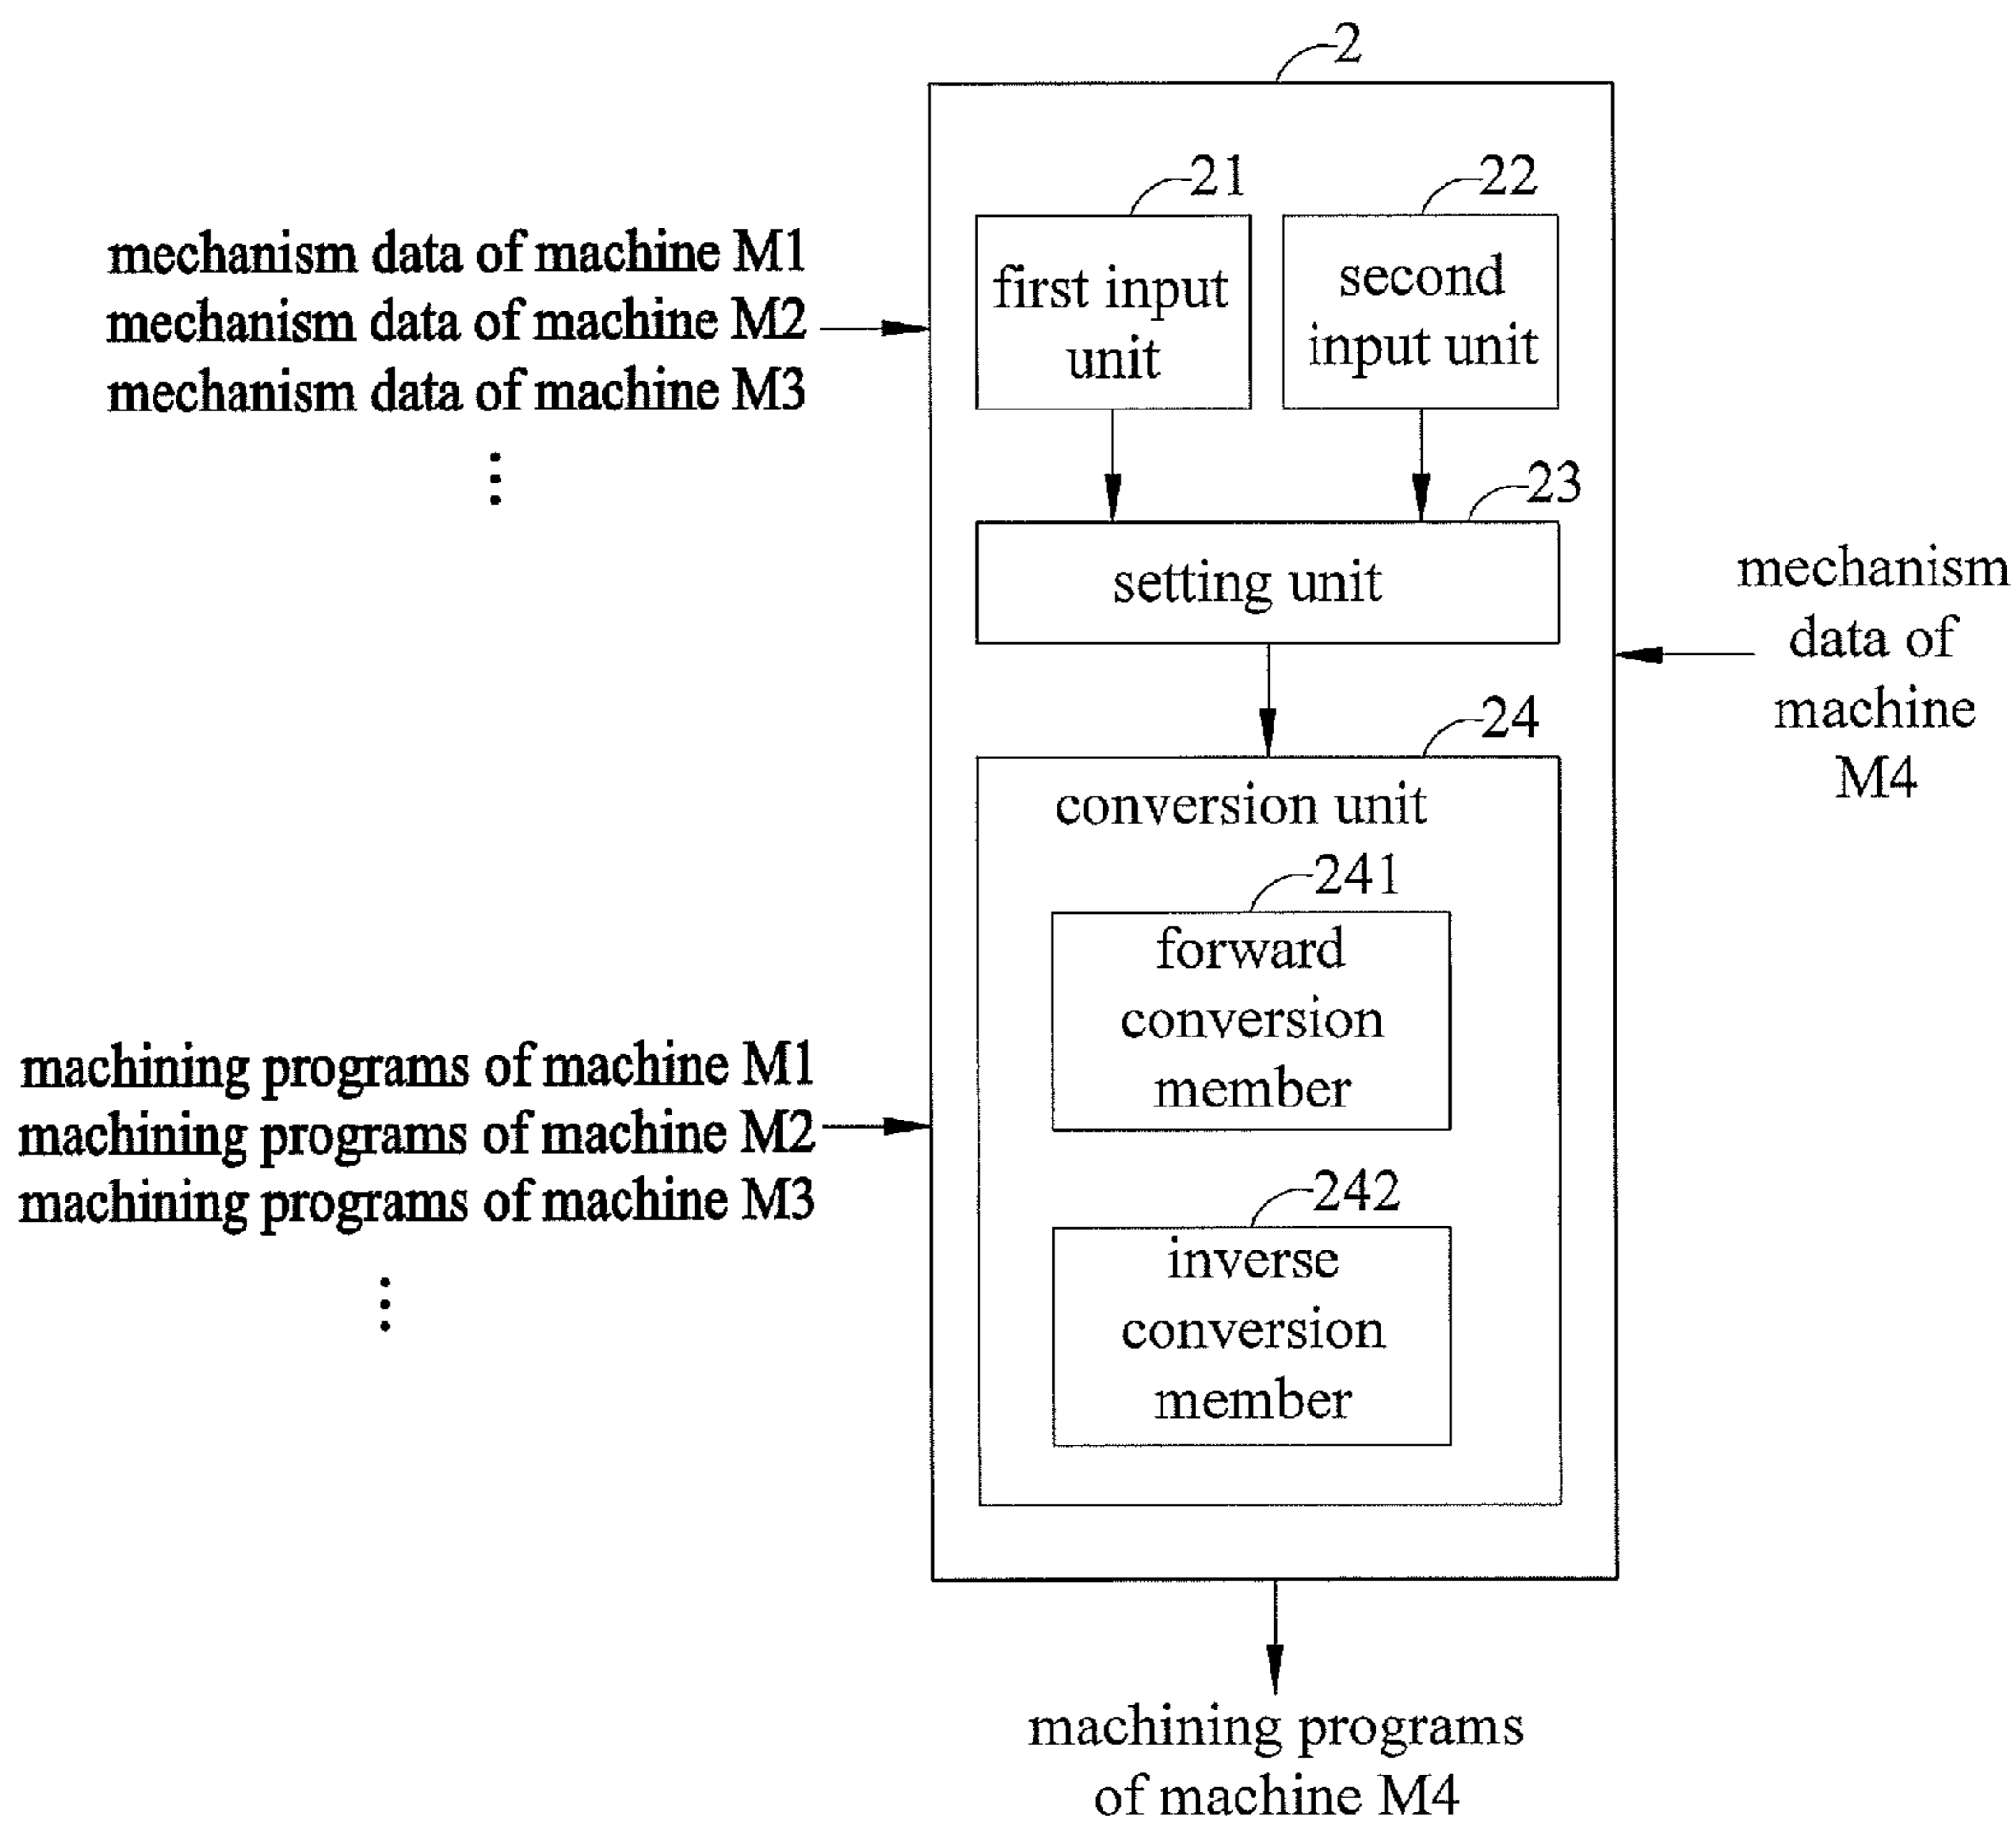 2
21
22
mechanism data of machine M1
mechanism data of machine M2
mechanism data of machine M3
first input
unit
second
input unit
23
setting unit
mechanism
data of
machine
M4
24
conversion unit
241
forward
conversion
member
machining programs of machine M1
machining programs of machine M2
machining programs of machine M3
242
inverse
conversion
member
machining programs
of machine M4